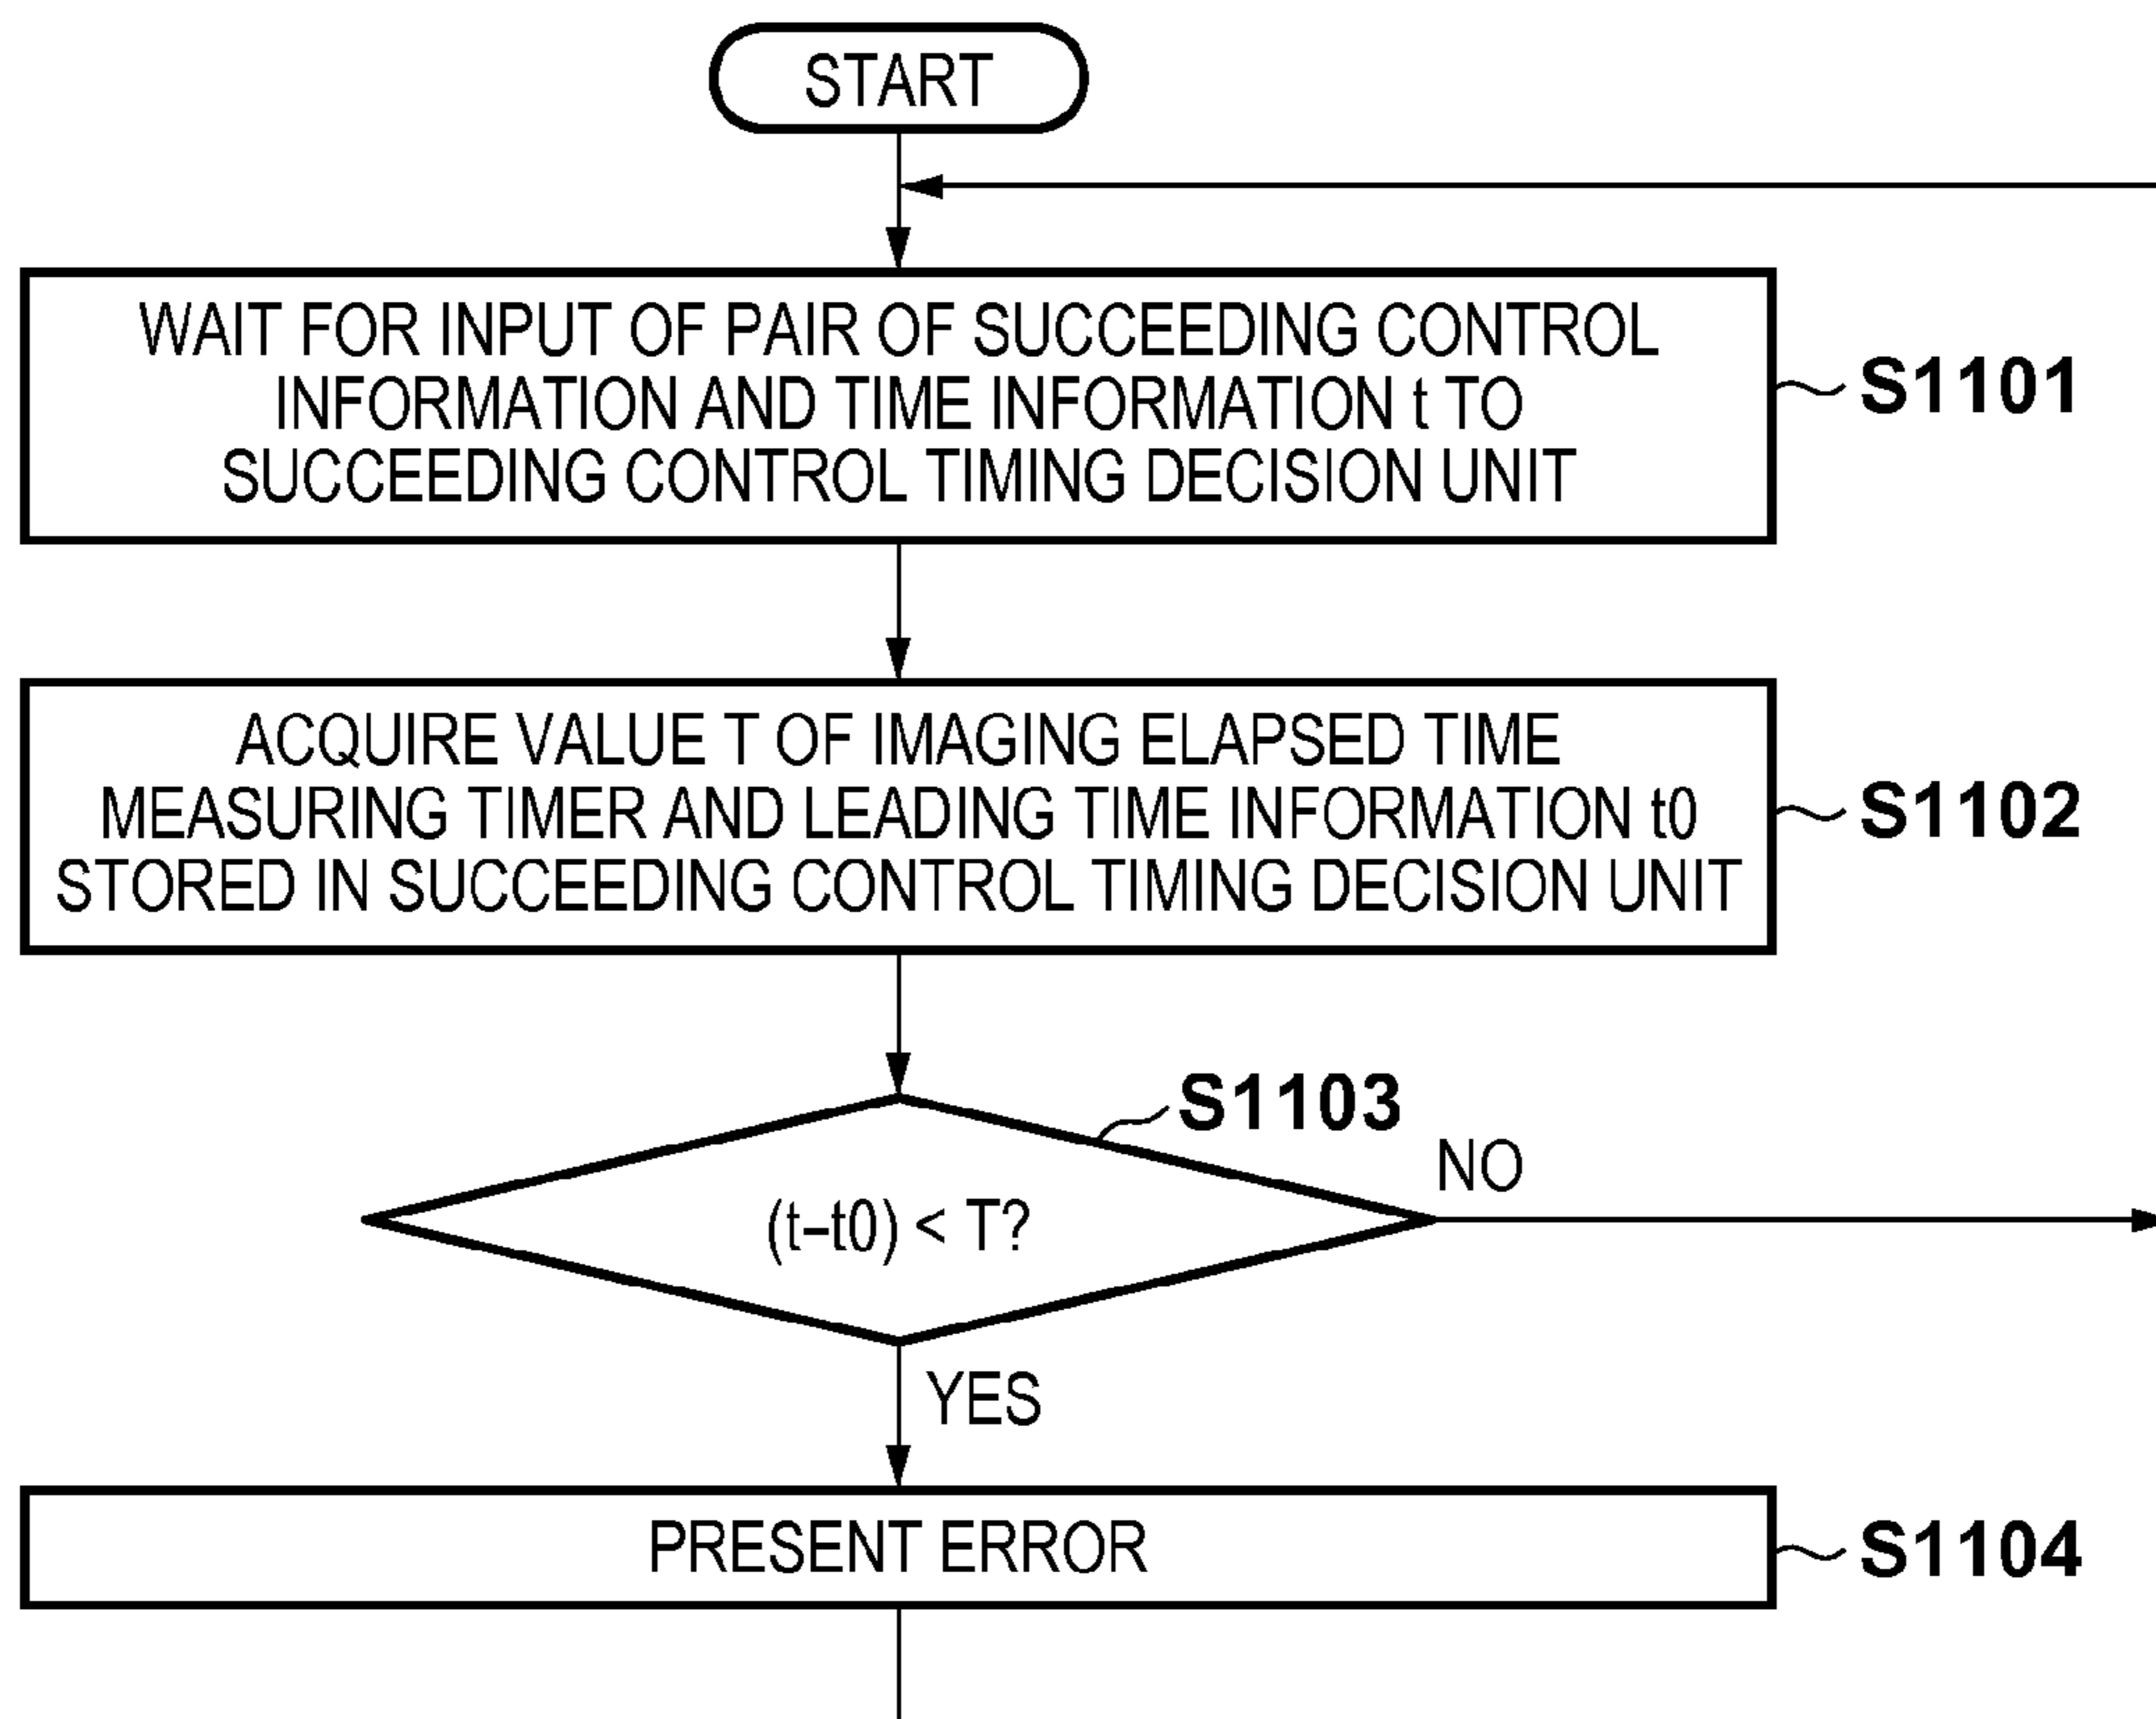 START
WAIT FOR INPUT OF PAIR OF SUCCEEDING CONTROL
INFORMATION AND TIME INFORMATION t TO
SUCCEEDING CONTROL TIMING DECISION UNIT
S1101
ACQUIRE VALUE T OF IMAGING ELAPSED TIME
MEASURING TIMER AND LEADING TIME INFORMATION t0
STORED IN SUCCEEDING CONTROL TIMING DECISION UNIT
S1102
S1103
NO
(t-t0) < T?
YES
PRESENT ERROR
S1104